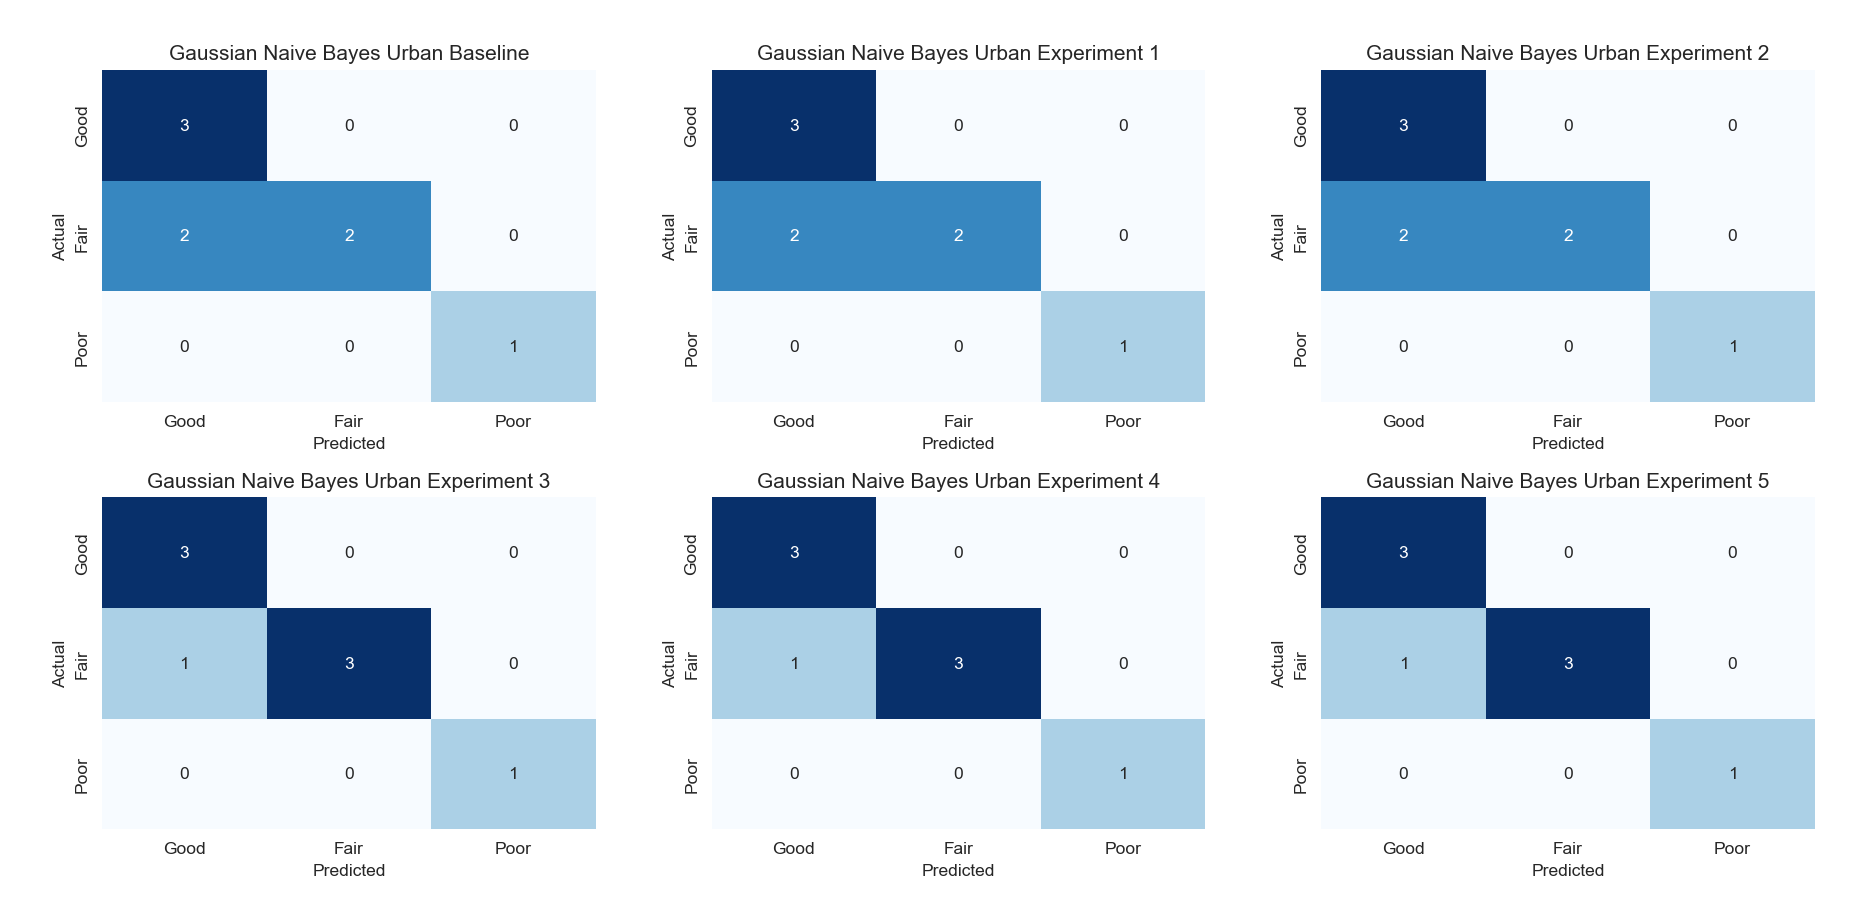 Gaussian Naive Bayes Urban Baseline
Good
3 0 0
Actual
Fair
2 2 0
Poor
0 0 1
Good Fair Poor
Predicted
Gaussian Naive Bayes Urban Experiment 1
Good
3 0 0
Actual
Fair
2 2 0
Poor
0 0 1
Good Fair Poor
Predicted
Gaussian Naive Bayes Urban Experiment 2
Good
3 0 0
Actual
Fair
2 2 0
Poor
0 0 1
Good Fair Poor
Predicted
Gaussian Naive Bayes Urban Experiment 3
Good
3 0 0
Actual
Fair
1 3 0
Poor
0 0 1
Good Fair Poor
Predicted
Gaussian Naive Bayes Urban Experiment 4
Good
3 0 0
Actual
Fair
1 3 0
Poor
0 0 1
Good Fair Poor
Predicted
Gaussian Naive Bayes Urban Experiment 5
Good
3 0 0
Actual
Fair
1 3 0
Poor
0 0 1
Good Fair Poor
Predicted